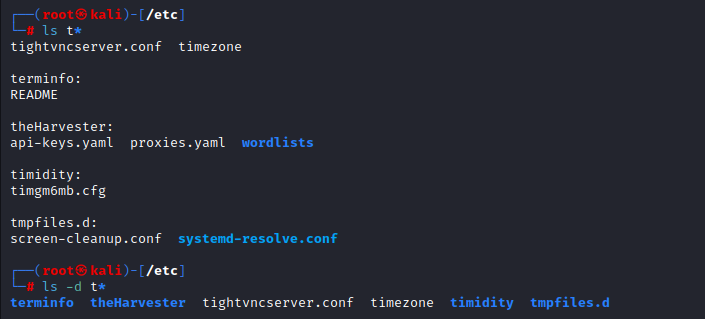 ┌──(root㉿kali)-[/etc]
└─# ls t*
tightvncserver.conf  timezone

terminfo:
README

theHarvester:
api-keys.yaml  proxies.yaml  wordlists

timidity:
timgm6mb.cfg

tmpfiles.d:
screen-cleanup.conf  systemd-resolve.conf

┌──(root㉿kali)-[/etc]
└─# ls -d t*
terminfo  theHarvester  tightvncserver.conf  timezone  timidity  tmpfiles.d